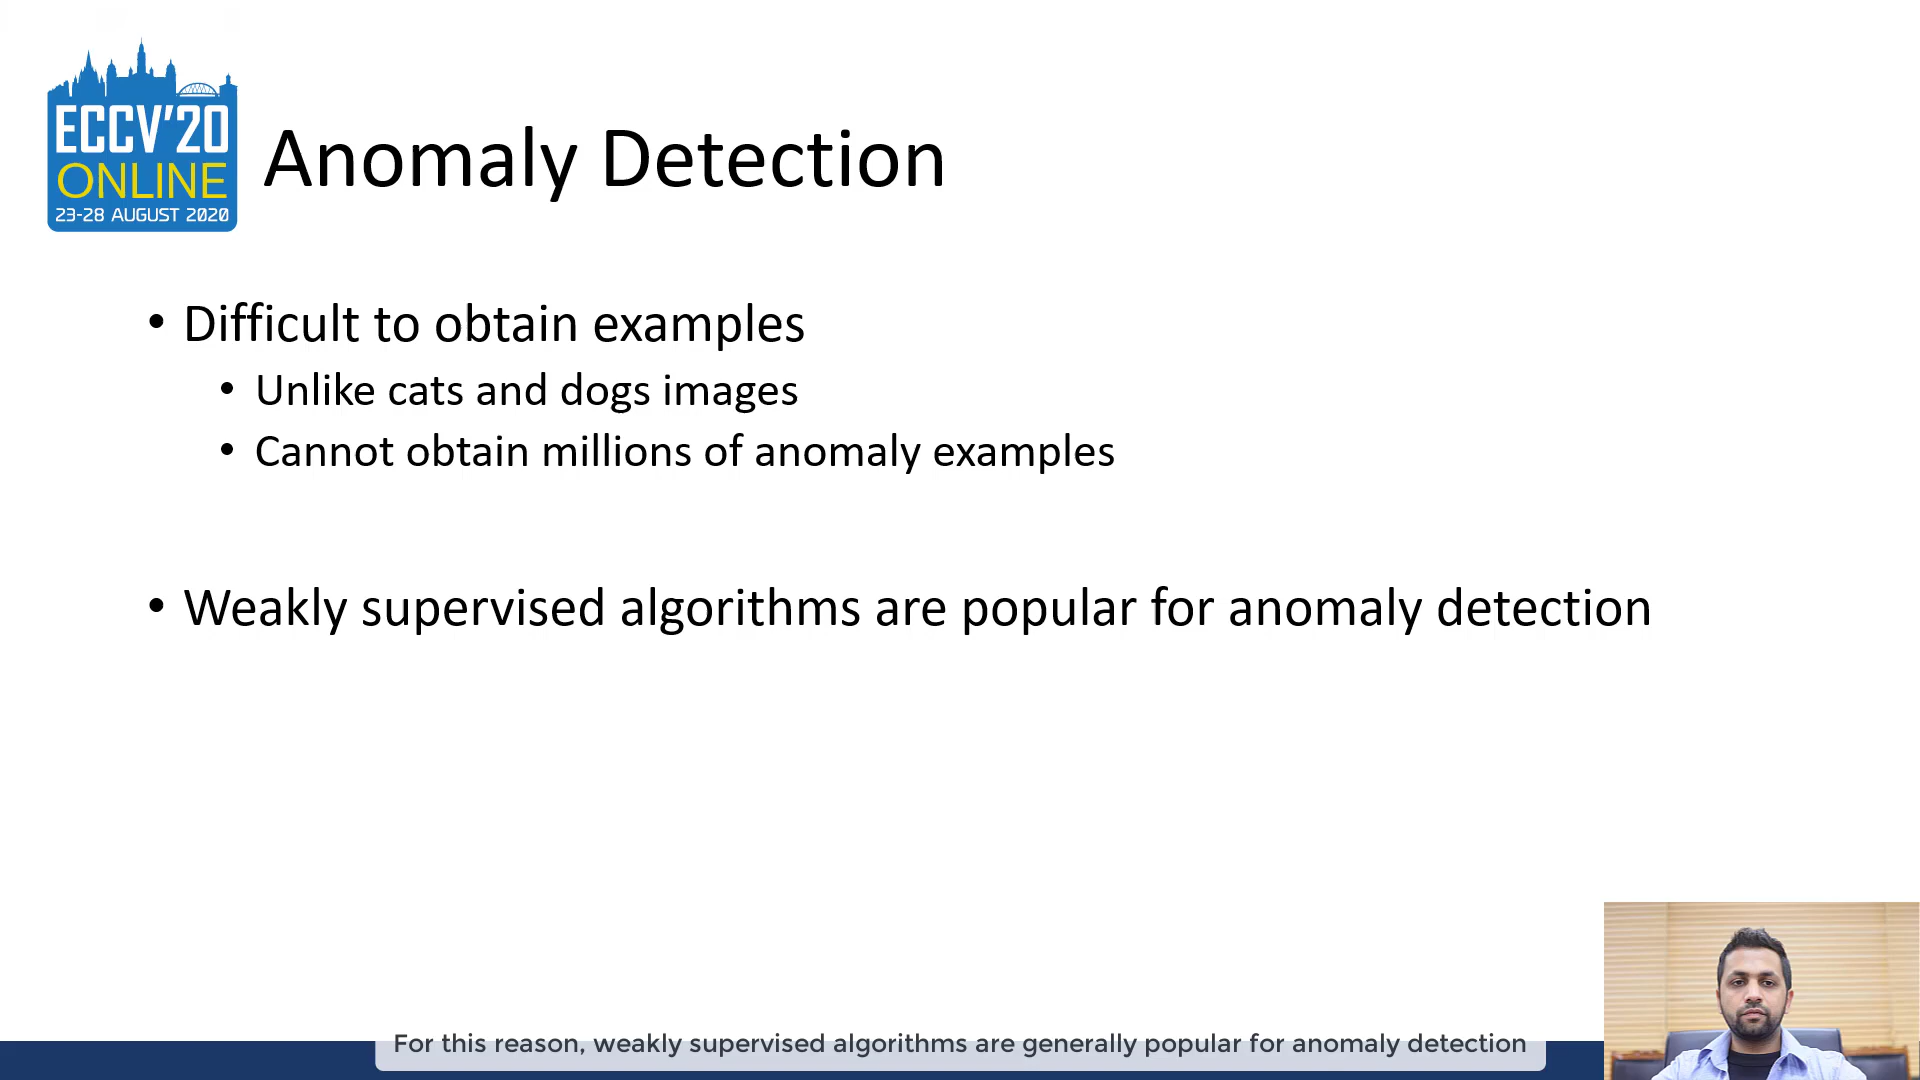 ECCV'20
ONLINE
23-28 AUGUST 2020
Anomaly Detection
• Difficult to obtain examples
• Unlike cats and dogs images
• Cannot obtain millions of anomaly examples
• Weakly supervised algorithms are popular for anomaly detection
For this reason, weakly supervised algorithms are generally popular for anomaly detection